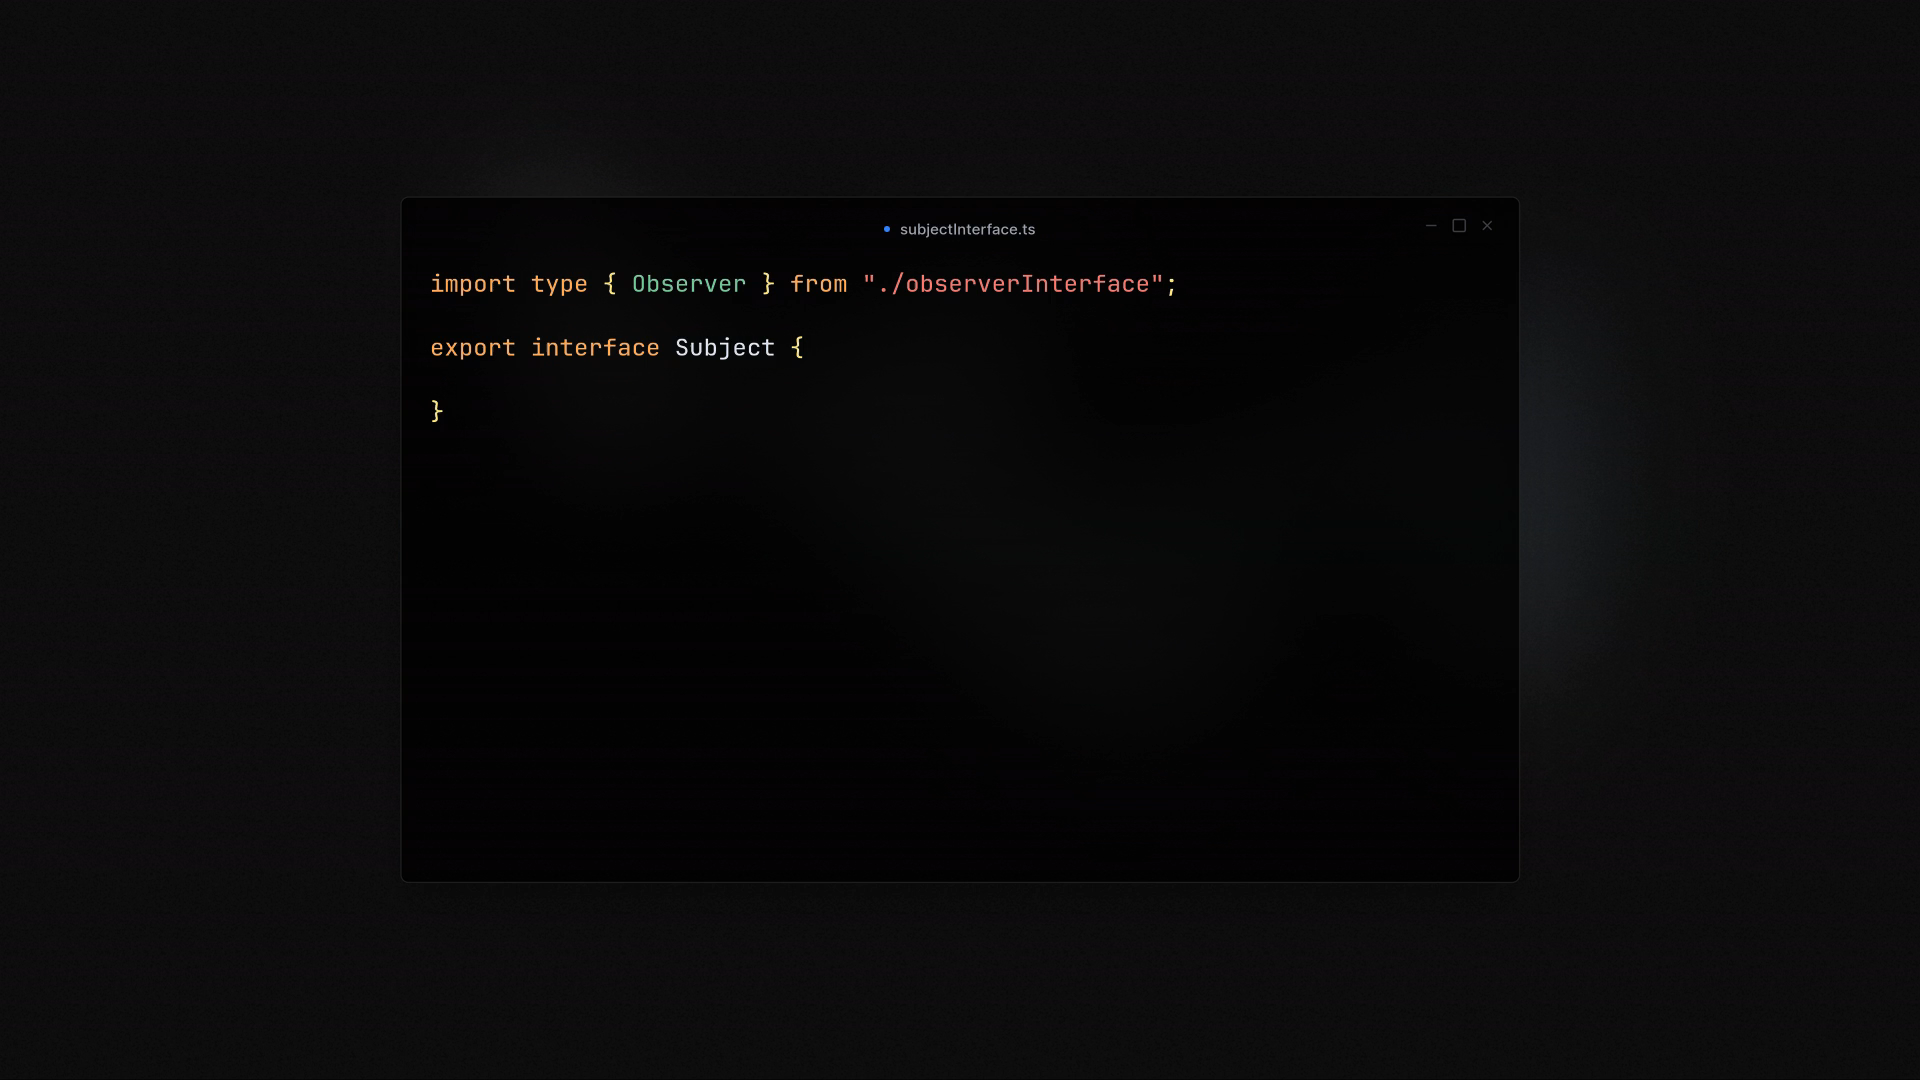 subjectInterface.ts
import type { Observer } from "./observerInterface";
export interface Subject {
}